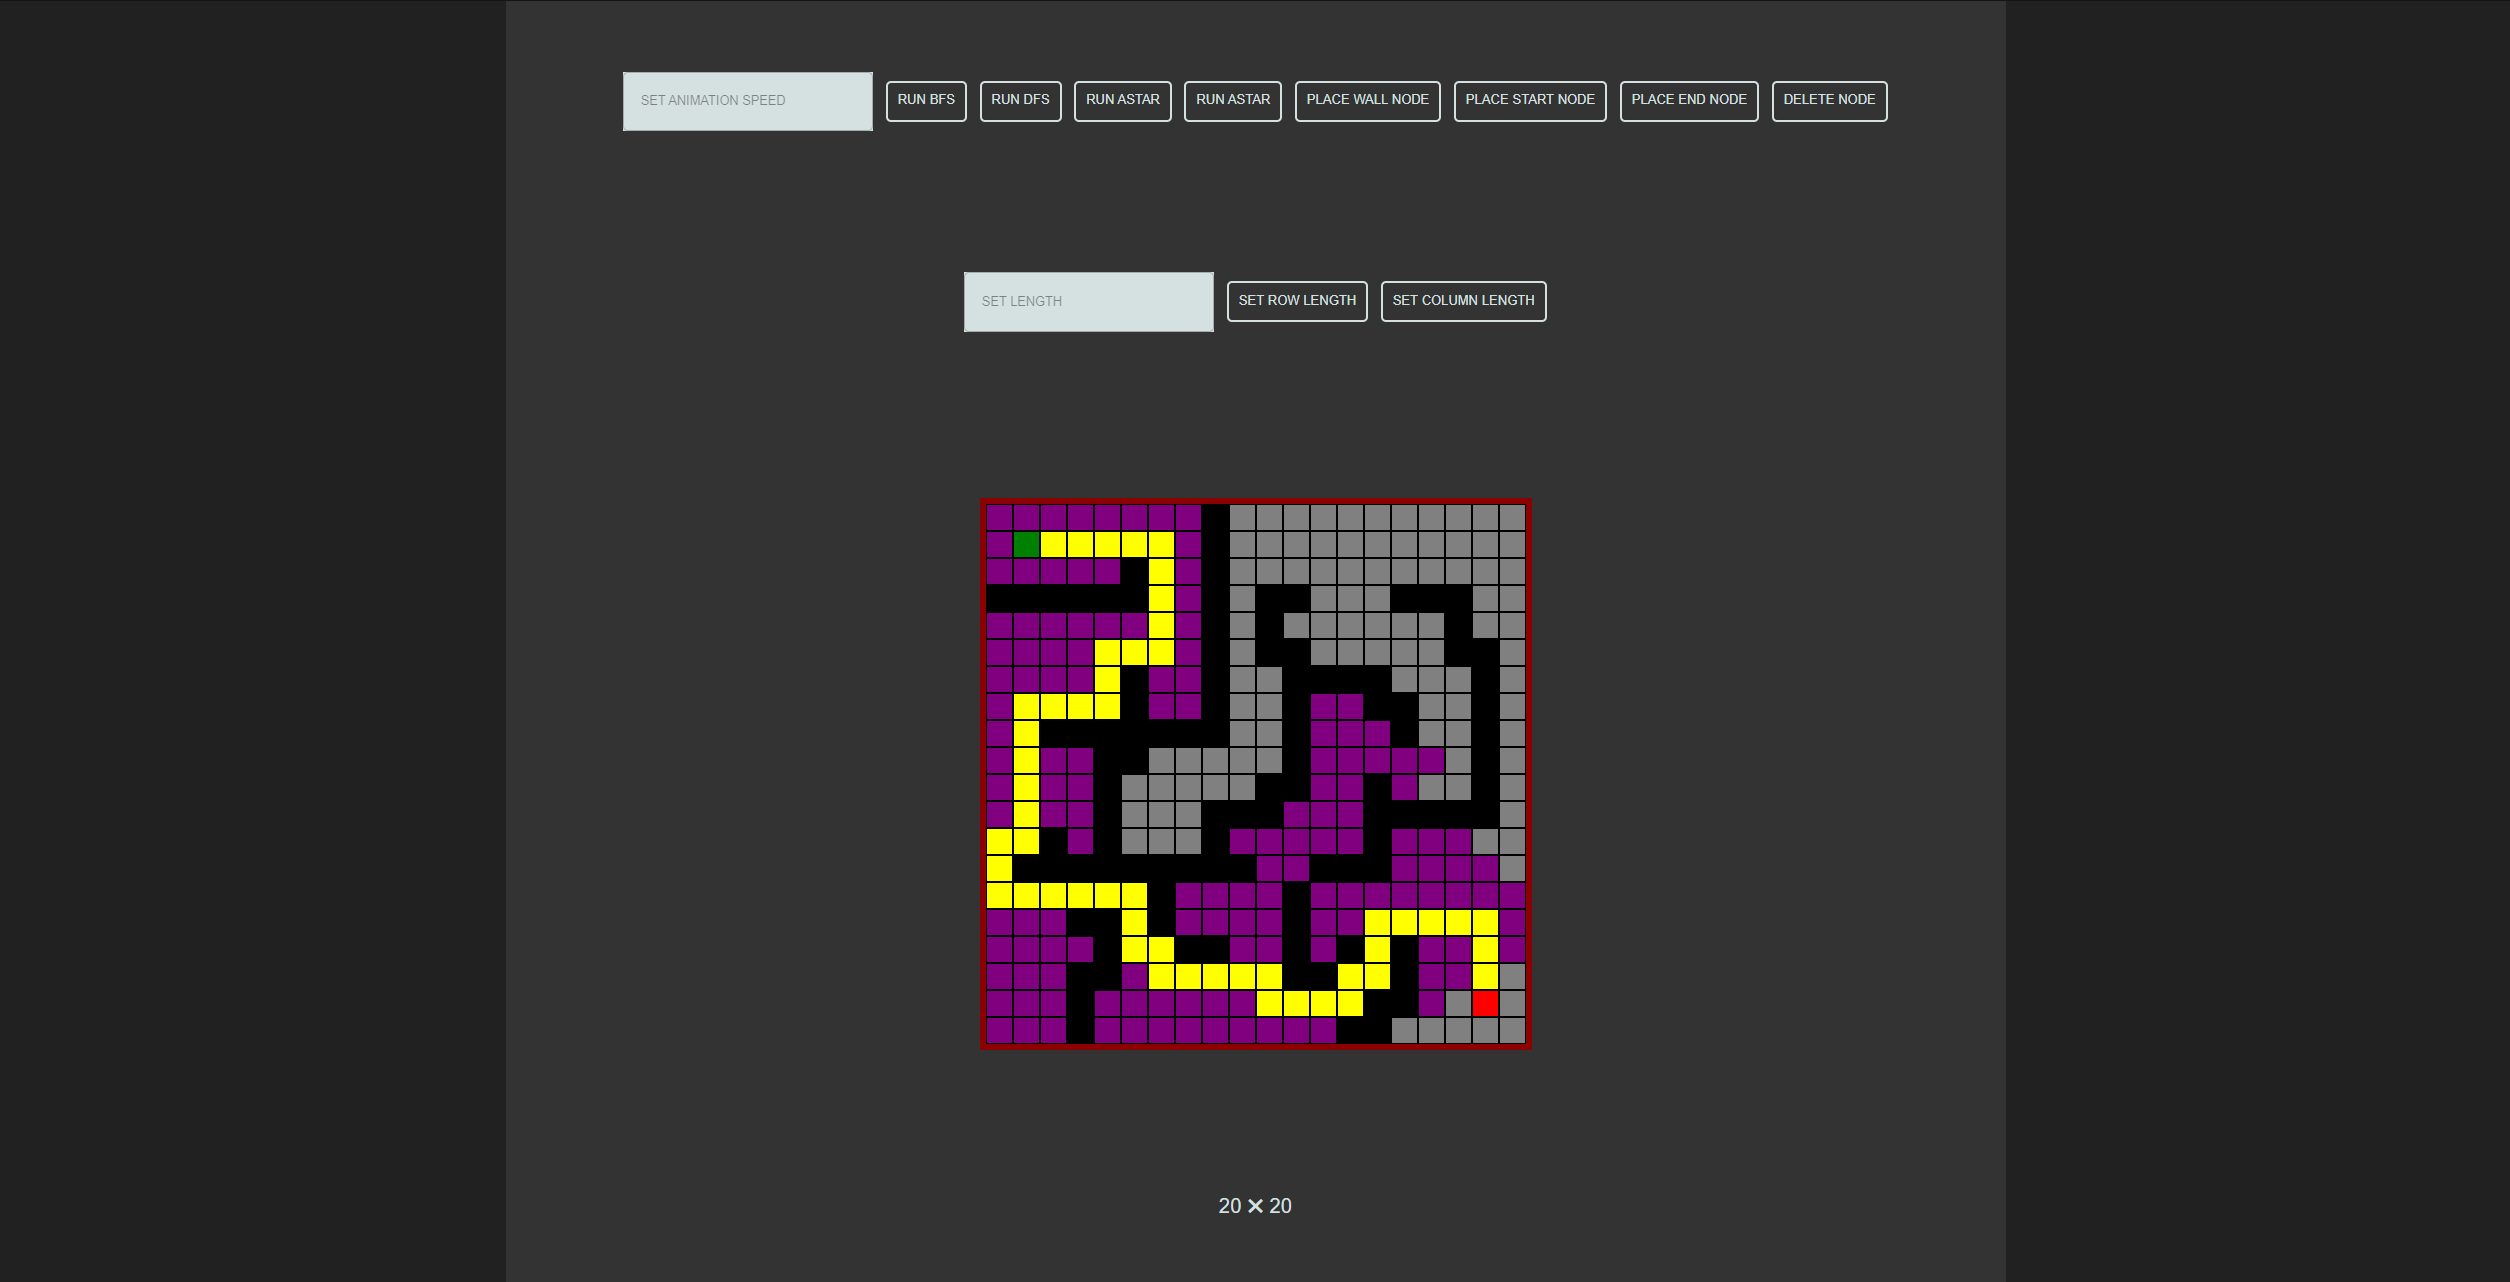 SET ANIMATION SPEED RUN BFS RUN DFS RUN ASTAR RUN ASTAR PLACE WALL NODE PLACE START NODE PLACE END NODE DELETE NODE
SET LENGTH SET ROW LENGTH SET COLUMN LENGTH
20 ✕ 20